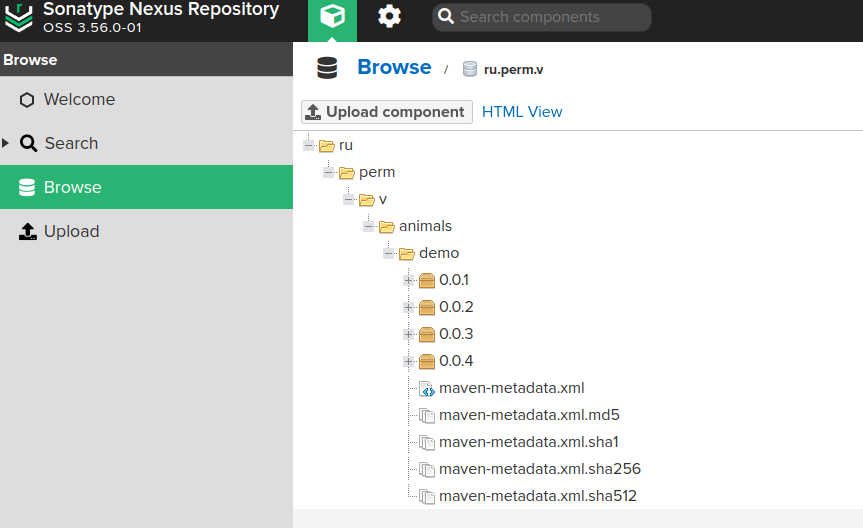 Sonatype Nexus Repository
OSS 3.56.0-01
Search components
Browse
Welcome
Search
Browse
Upload
Browse / ru.perm.v
Upload component HTML View
ru
perm
v
animals
demo
0.0.1
0.0.2
0.0.3
0.0.4
maven-metadata.xml
maven-metadata.xml.md5
maven-metadata.xml.sha1
maven-metadata.xml.sha256
maven-metadata.xml.sha512